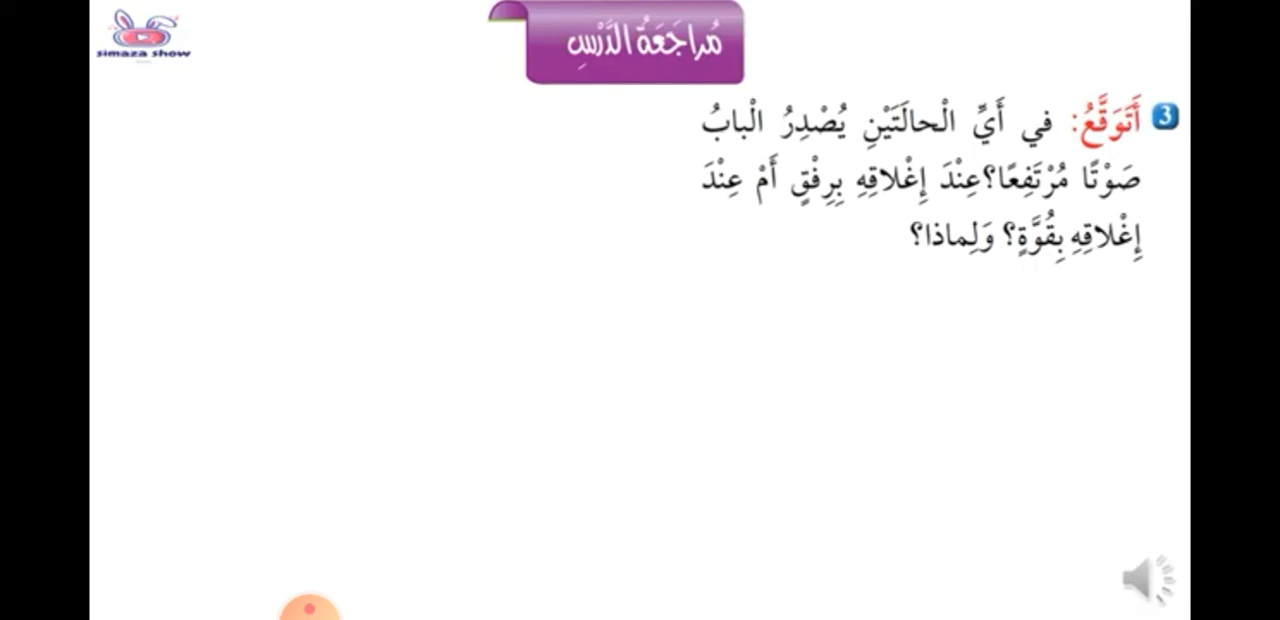 simaza show
مُراجَعَةُ الدَّرْسِ
3 أَتَوَقَّعُ: في أَيِّ الْحالَتَيْنِ يُصْدِرُ الْبابُ
صَوْتًا مُرْتَفِعًا؟عِنْدَ إِغْلاقِهِ بِرِفْقٍ أَمْ عِنْدَ
إِغْلاقِهِ بِقُوَّةٍ؟ وَلِماذا؟